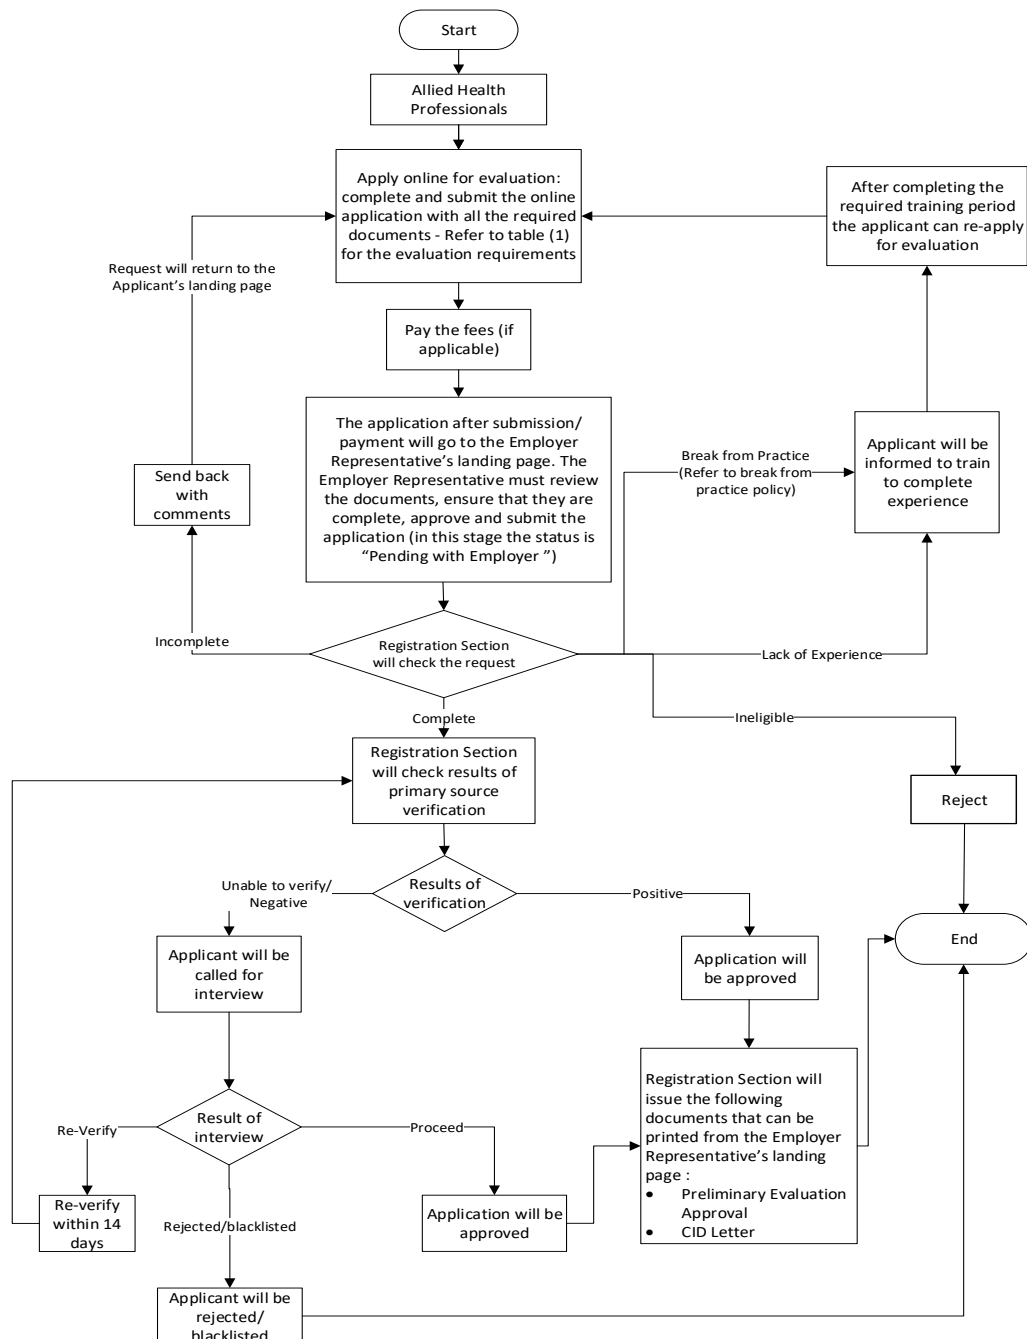 Start
Allied Health
Professionals
Apply online for evaluation:
complete and submit the online
application with all the required
documents - Refer to table (1)
for the evaluation requirements
After completing the
required training period
the applicant can re-apply
for evaluation
Request will return to the
Applicant's landing page
Pay the fees (if
applicable)
The application after submission/
payment will go to the Employer
Representative's landing page. The
Employer Representative must review
the documents, ensure that they are
complete, approve and submit the
application (in this stage the status is
“Pending with Employer ”)
Send back
with
comments
Break from Practice
(Refer to break from
practice policy)
Applicant will be
informed to train
to complete
experience
Incomplete
Registration Section
will check the request
Lack of Experience
Complete
Ineligible
Registration Section
will check results of
primary source
verification
Reject
Unable to verify/
Negative
Results of
verification
Positive
End
Applicant will be
called for
interview
Application will
be approved
Registration Section will
issue the following
documents that can be
printed from the Employer
Representative's landing
page :
• Preliminary Evaluation
Approval
• CID Letter
Re-Verify
Result of
interview
Proceed
Re-verify
within 14
days
Rejected/blacklisted
Application will be
approved
Applicant will be
rejected/
blacklisted